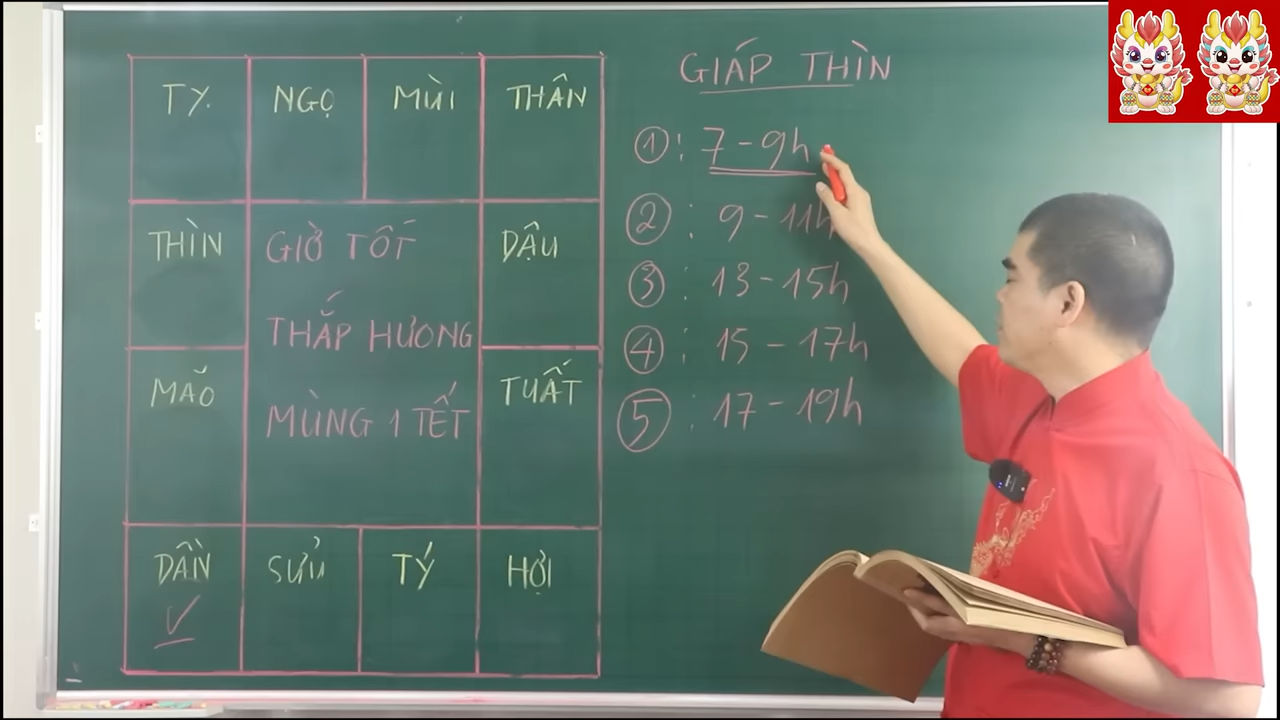 TỴ NGỌ MÙI THÂN
THÌN DẬU
GIỜ TỐT
THẮP HƯƠNG
MÙNG 1 TẾT
MÃO TUẤT
DẦN SỬU TÝ HỢI
GIÁP THÌN
①: 7-9h
②: 9-11h
③: 13-15h
④: 15-17h
⑤: 17-19h